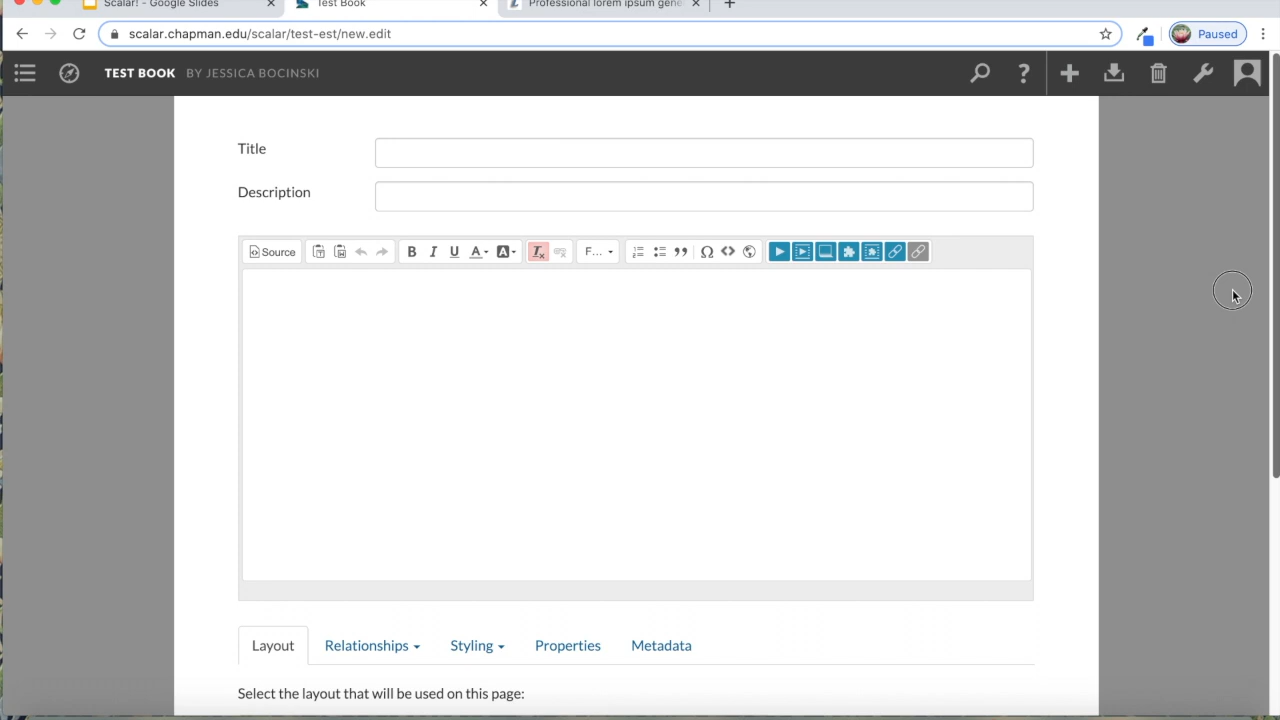 Scalar! - Google Slides
Test Book
Professional lorem ipsum gene
scalar.chapman.edu/scalar/test-est/new.edit
Paused
TEST BOOK BY JESSICA BOCINSKI
Title
Description
Source
B I U A A F...
Layout Relationships Styling Properties Metadata
Select the layout that will be used on this page: